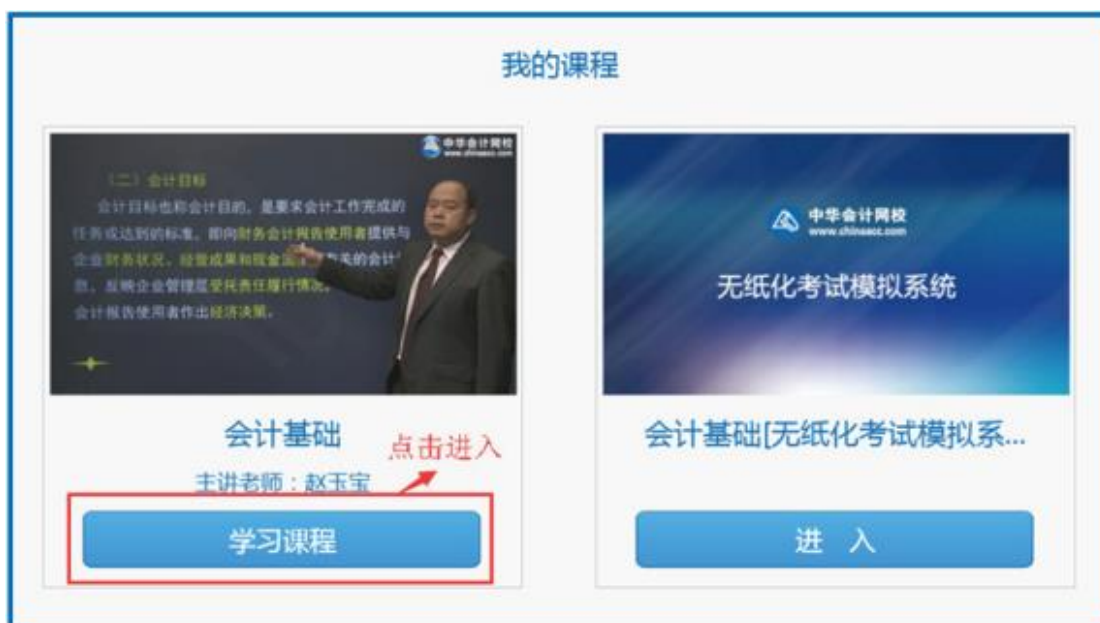 我的课程
中华会计网校
www.chinaacc.com
(二)会计目标
会计目标也称会计目的,是要求会计工作完成的
任务或达到的标准,即向财务会计报告使用者提供与
企业财务状况、经营成果和现金流
有关的会计
息,反映企业管理层受托责任履行情况,
会计报告使用者作出经济决策。
会计基础
点击进入
主讲老师:赵玉宝
学习课程
中华会计网校
www.chinaacc.com
无纸化考试模拟系统
会计基础[无纸化考试模拟系...
进 入